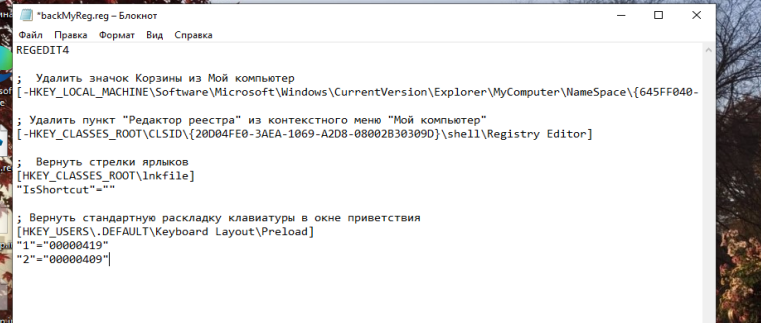 *backMyReg.reg – Блокнот
Файл Правка Формат Вид Справка
REGEDIT4
;  Удалить значок Корзины из Мой компьютер
[-HKEY_LOCAL_MACHINE\Software\Microsoft\Windows\CurrentVersion\Explorer\MyComputer\NameSpace\{645FF040-
; Удалить пункт "Редактор реестра" из контекстного меню "Мой компьютер"
[-HKEY_CLASSES_ROOT\CLSID\{20D04FE0-3AEA-1069-A2D8-08002B30309D}\shell\Registry Editor]
;  Вернуть стрелки ярлыков
[HKEY_CLASSES_ROOT\lnkfile]
"IsShortcut"=""
; Вернуть стандартную раскладку клавиатуры в окне приветствия
[HKEY_USERS\.DEFAULT\Keyboard Layout\Preload]
"1"="00000419"
"2"="00000409"